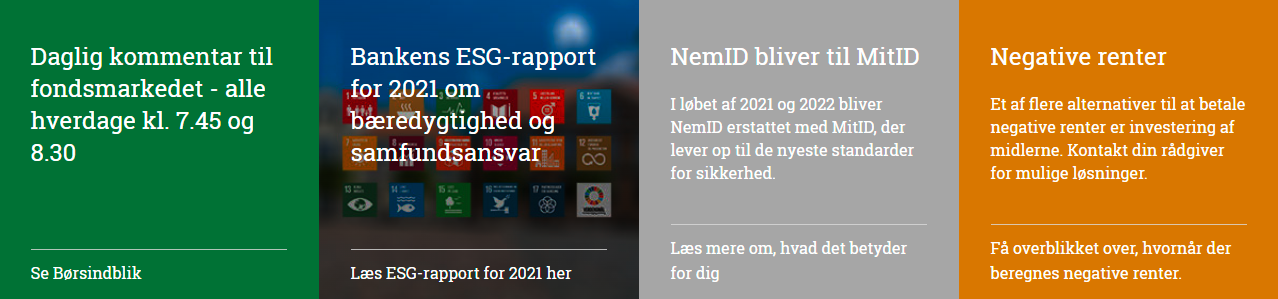 Daglig kommentar til
fondsmarkedet - alle
hverdage kl. 7.45 og
8.30
Se Børsindblik
Bankens ESG-rapport
for 2021 om
bæredygtighed og
samfundsansvar
Læs ESG-rapport for 2021 her
NemID bliver til MitID
I løbet af 2021 og 2022 bliver
NemID erstattet med MitID, der
lever op til de nyeste standarder
for sikkerhed.
Læs mere om, hvad det betyder
for dig
Negative renter
Et af flere alternativer til at betale
negative renter er investering af
midlerne. Kontakt din rådgiver
for mulige løsninger.
Få overblikket over, hvornår der
beregnes negative renter.